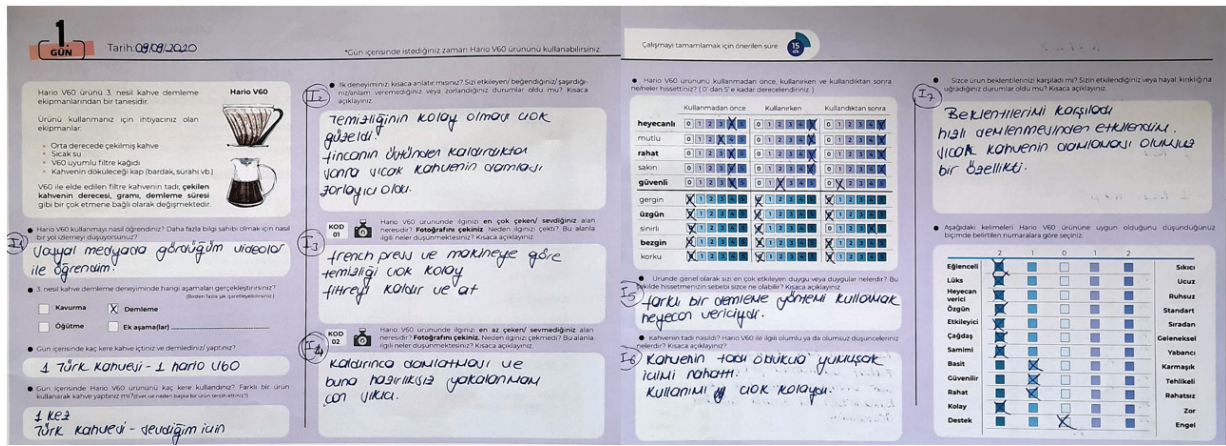 1.
GÜN
Tarih:09/09/2020
*Gün içerisinde istediğiniz zaman Hario V60 ürününü kullanabilirsiniz.
Hario V60 ürünü 3. nesil kahve demleme
ekipmanlarından bir tanesidir.
Ürünü kullanmanız için ihtiyacınız olan
ekipmanlar:
Orta derecede çekilmiş kahve
Sıcak su
V60 uyumlu filtre kağıdı
Kahvenin döküleceği kap (bardak, sürahi vb.)
V60 ile elde edilen filtre kahvenin tadı; çekilen
kahvenin derecesi, gramı, demleme süresi
gibi bir çok etmene bağlı olarak değişmektedir.
Hario V60
I1
Hario V60 kullanmayı nasıl öğrendiniz? Daha fazla bilgi sahibi olmak için nasıl
bir yol izlemeyi düşüyorsunuz?
Sosyal medyada gördüğüm videolar
ile öğrendim.
3. nesil kahve demleme deneyiminde hangi aşamaları gerçekleştirirsiniz?
(Birden fazla şık işaretleyebilirsiniz.)
Kavurma
X Demleme
Öğütme
Ek aşama(lar)
Gün içerisinde kaç kere kahve içtiniz ve demlediniz/ yaptınız?
1 Türk kahvesi - 1 hario v60
Gün içerisinde Hario V60 ürününü kaç kere kullandınız? Farklı bir ürün
kullanarak kahve yaptınız mı?
1 kez
Türk kahvesi - sevdiğim için
I2
İlk deneyiminizi kısaca anlatır mısınız? Sizi etkileyen/ beğendiğiniz/ şaşırdığı-
nız/anlam veremediğiniz veya zorlandığınız durumlar oldu mu? Kısaca
açıklayınız.
Temizliğinin kolay olması çok
güzeldi.
fincanın üstünden kaldırdıktan
sonra sıcak kahvenin damlaması
zorlayıcı oldu.
KOD
01
Hario V60 ürününde ilginizi en çok çeken/ sevdiğiniz alan
neresidir? Fotoğrafını çekiniz. Neden ilginizi çekti? Bu alanla
ilgili neler düşünmektesiniz? Kısaca açıklayınız.
I3
french press ve makineye göre
temizliği çok kolay
filtreyi kaldır ve at
KOD
02
Hario V60 ürününde ilginizi en az çeken/ sevmediğiniz alan
neresidir? Fotoğrafını çekiniz. Neden ilginizi çekmedi? Bu alanla
ilgili neler düşünmektesiniz? Kısaca açıklayınız.
I4
kaldırınca damlatması ve
buna hazırlıksız yakalanmam
can sıkıcı.
Çalışmayı tamamlamak için önerilen süre
15
dk
Hario V60 ürününü kullanmadan önce, kullanırken ve kullandıktan sonra
ne/neler hissettiniz? ( 0' dan 5'e kadar derecelendiriniz. )
Kullanmadan önce Kullanırken Kullandıktan sonra
heyecanlı
mutlu
rahat
sakin
güvenli
gergin
üzgün
sinirli
bezgin
korku
I5
Üründe genel olarak sizi en çok etkileyen duygu veya duygular nelerdir? Bu
şekilde hissetmenizin sebebi sizce ne olabilir? Kısaca açıklayınız.
farklı bir demleme yöntemi kullanmak
heyecan vericiydi.
I6
Kahvenin tadı nasıldı? Hario V60 ile ilgili olumlu ya da olumsuz düşünceleriniz
nelerdir? Kısaca açıklayınız.
Kahvenin tadı oldukça yumuşak
içimi rahattı.
kullanımı çok kolaydı.
I7
Sizce ürün beklentilerinizi karşıladı mı? Sizin etkilendiğiniz veya hayal kırıklığına
uğradığınız durumlar oldu mu? Kısaca açıklayınız.
Beklentilerimi karşıladı
hızlı demlenmesinden etkilendim.
sıcak kahvenin damlaması olumsuz
bir özellikti.
Aşağıdaki kelimeleri Hario V60 ürününe uygun olduğunu düşündüğünüz
biçimde belirtilen numaralara göre seçiniz.
2 1 0 1 2
Eğlenceli Sıkıcı
Lüks Ucuz
Heyecan
verici Ruhsuz
Özgün Standart
Etkileyici Sıradan
Çağdaş Geleneksel
Samimi Yabancı
Basit Karmaşık
Güvenilir Tehlikeli
Rahat Rahatsız
Kolay Zor
Destek Engel